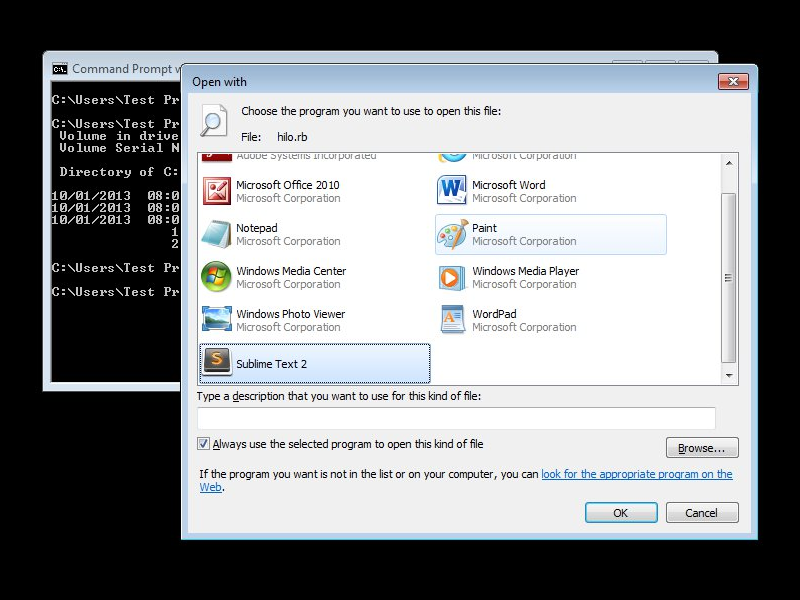 Command Prompt
C:\Users\Test Pr
C:\Users\Test Pr
Volume in drive
Volume Serial N
Directory of C:
10/01/2013 08:0
10/01/2013 08:0
10/01/2013 08:0
1
2
C:\Users\Test Pr
C:\Users\Test Pr
Open with
Choose the program you want to use to open this file:
File: hilo.rb
Adobe Systems Incorporated
Microsoft Corporation
Microsoft Office 2010
Microsoft Corporation
Microsoft Word
Microsoft Corporation
Notepad
Microsoft Corporation
Paint
Microsoft Corporation
Windows Media Center
Microsoft Corporation
Windows Media Player
Microsoft Corporation
Windows Photo Viewer
Microsoft Corporation
WordPad
Microsoft Corporation
Sublime Text 2
Type a description that you want to use for this kind of file:
Always use the selected program to open this kind of file
Browse...
If the program you want is not in the list or on your computer, you can look for the appropriate program on the
Web.
OK
Cancel